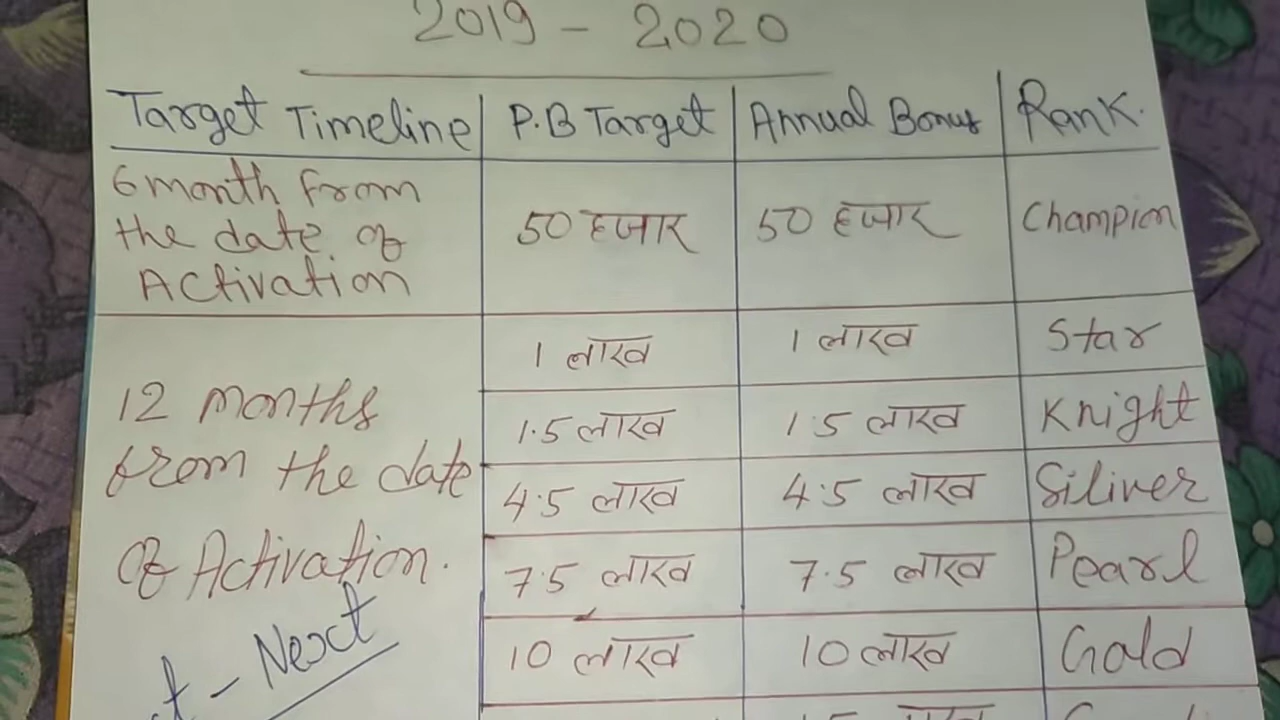 2019 - 2020
Target Timeline P.B Target Annual Bonus Rank.
6 month from
the date of
Activation
50 हजार 50 हजार Champion
1 लाख 1 लाख Star
12 months
from the date
of Activation.
1.5 लाख 1.5 लाख Knight
4.5 लाख 4.5 लाख Siliver
7.5 लाख 7.5 लाख Pearl
10 लाख 10 लाख Gold
- Next